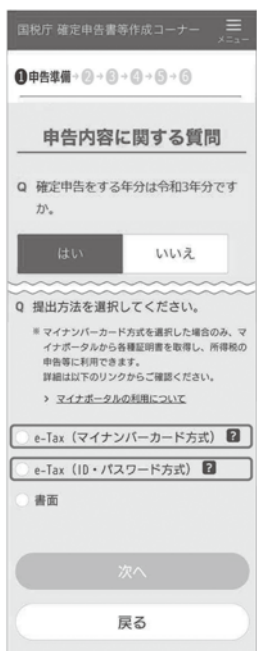 国税庁 確定申告書等作成コーナー
メニュー
1申告準備→2→3→4→5→6
申告内容に関する質問
Q 確定申告をする年分は令和3年分です
か。
はい
いいえ
Q 提出方法を選択してください。
※ マイナンバーカード方式を選択した場合のみ、マ
イナポータルから各種証明書を取得し、所得税の
申告等に利用できます。
詳細は以下のリンクからご確認ください。
> マイナポータルの利用について
e-Tax（マイナンバーカード方式） ?
e-Tax（ID・パスワード方式） ?
書面
次へ
戻る